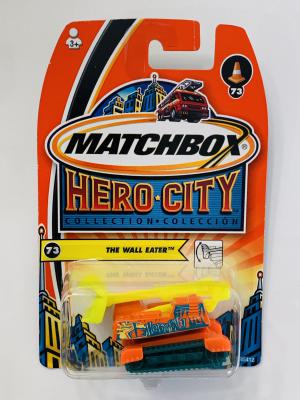 3+
73
MATCHBOX
HERO CITY
COLLECTION • COLECCIÓN
73
THE WALL EATER™